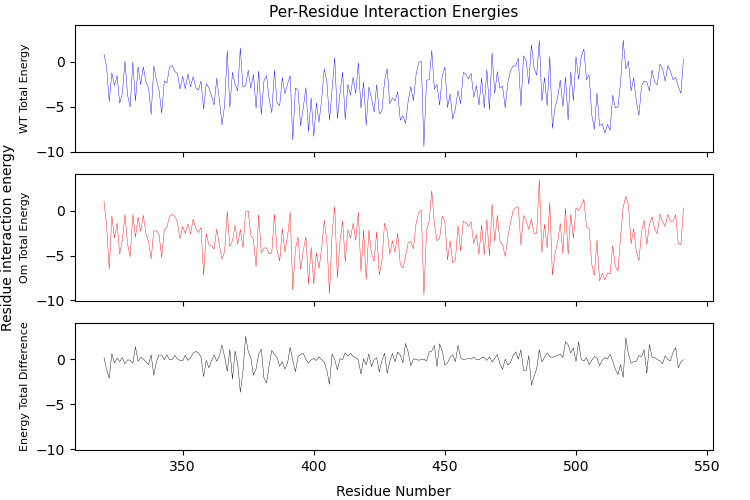 Per-Residue Interaction Energies
Residue interaction energy
WT Total Energy
0
−5
−10
Om Total Energy
0
−5
−10
Energy Total Difference
0
−5
−10
350 400 450 500 550
Residue Number